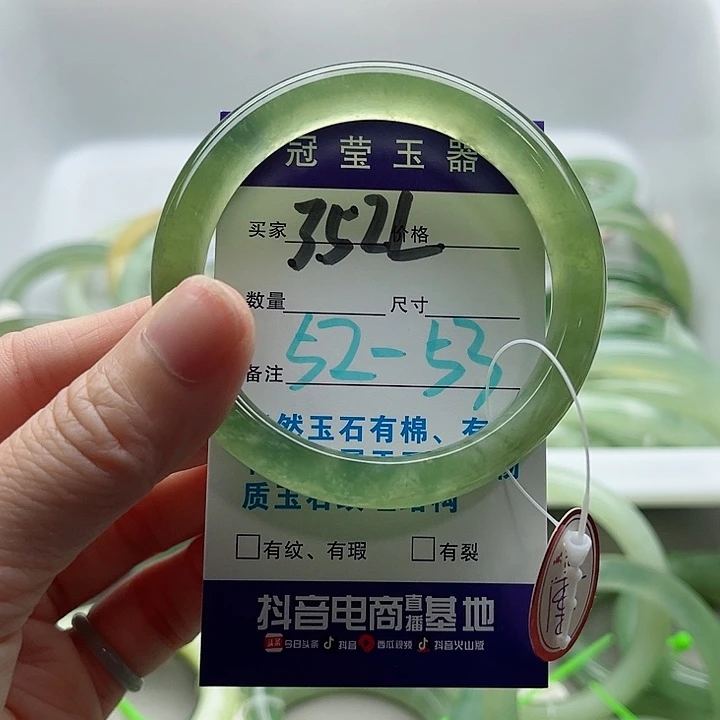 冠莹玉器
买家 352L 价格
数量 尺寸
备注 52-53
然玉石有棉、有
质玉石
□有纹、有瑕 □有裂
抖音电商直播基地
头条 今日头条 抖音 西瓜视频 抖音火山版